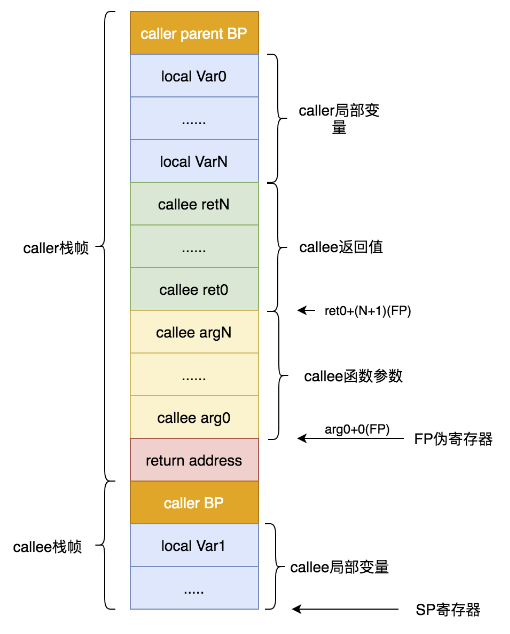 caller parent BP
local Var0
......
local VarN
caller局部变
量
callee retN
......
callee ret0
callee返回值
caller栈帧
ret0+(N+1)(FP)
callee argN
......
callee arg0
callee函数参数
arg0+0(FP)
FP伪寄存器
return address
caller BP
local Var1
.....
callee栈帧
callee局部变量
SP寄存器